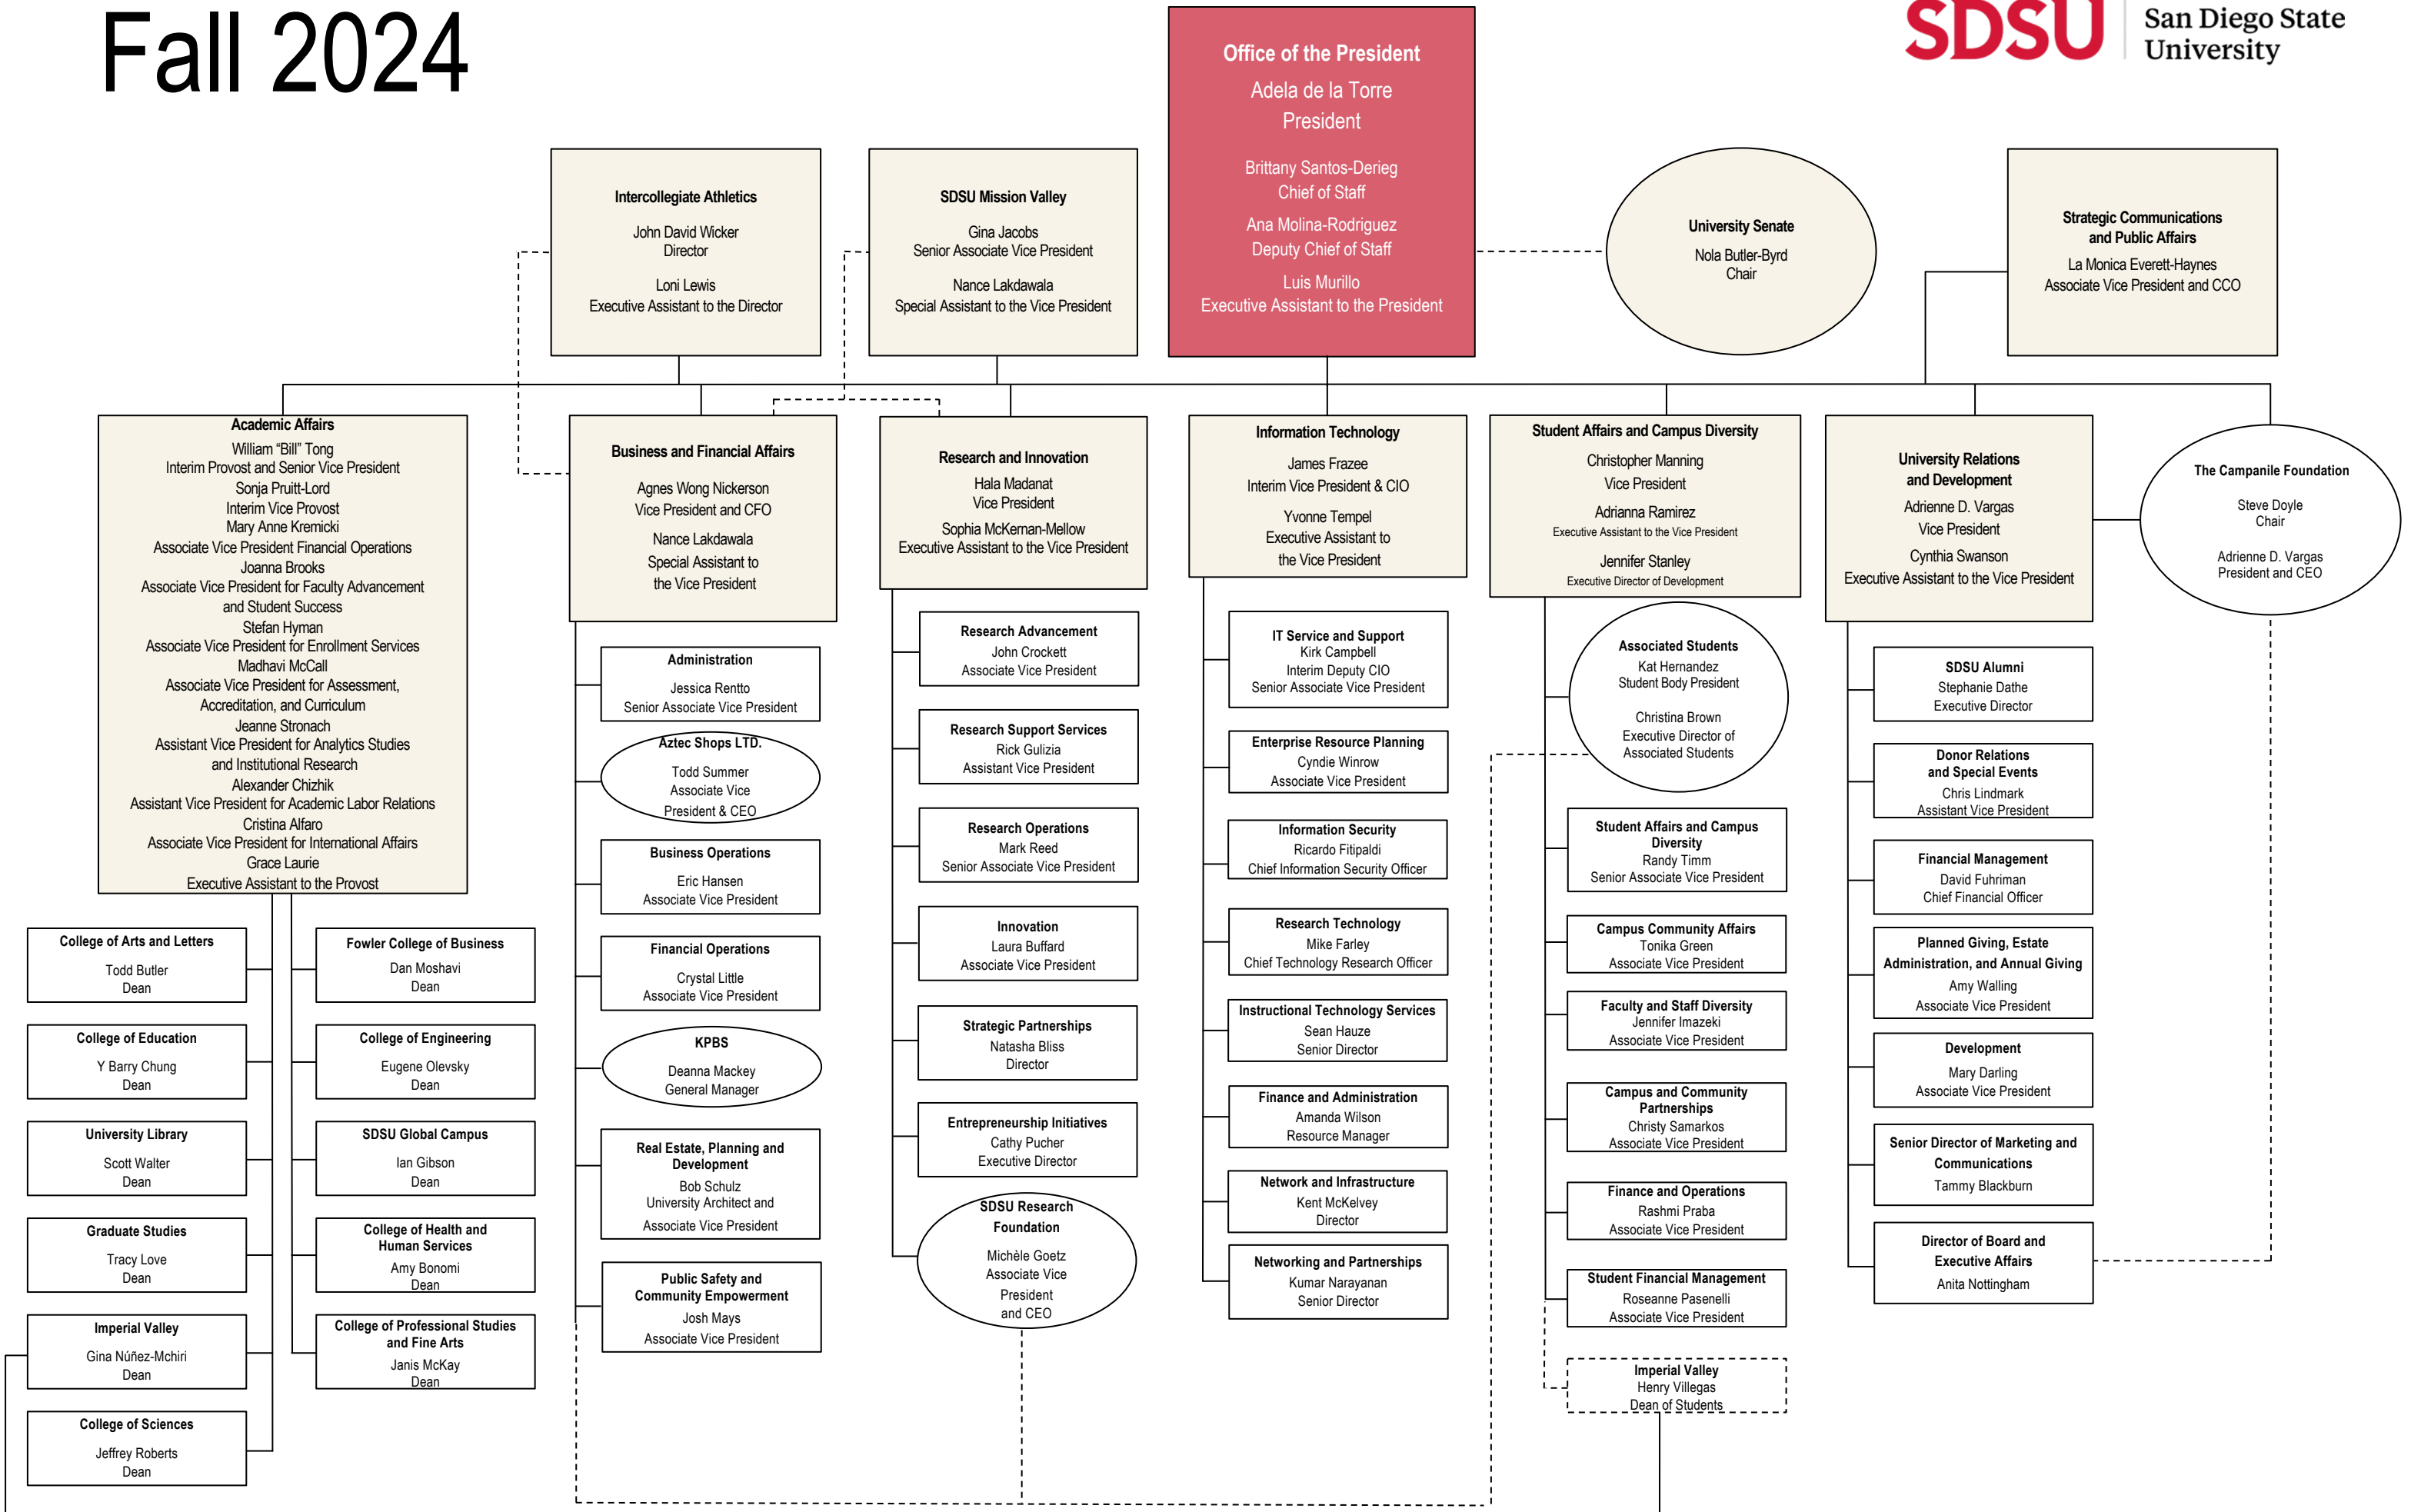 Fall 2024
SDSU
San Diego State
University
Office of the President
Adela de la Torre
President
Brittany Santos-Derieg
Chief of Staff
Ana Molina-Rodriguez
Deputy Chief of Staff
Luis Murillo
Executive Assistant to the President
Intercollegiate Athletics
John David Wicker
Director
Loni Lewis
Executive Assistant to the Director
SDSU Mission Valley
Gina Jacobs
Senior Associate Vice President
Nance Lakdawala
Special Assistant to the Vice President
University Senate
Nola Butler-Byrd
Chair
Strategic Communications
and Public Affairs
La Monica Everett-Haynes
Associate Vice President and CCO
Academic Affairs
William “Bill” Tong
Interim Provost and Senior Vice President
Sonja Pruitt-Lord
Interim Vice Provost
Mary Anne Kremicki
Associate Vice President Financial Operations
Joanna Brooks
Associate Vice President for Faculty Advancement
and Student Success
Stefan Hyman
Associate Vice President for Enrollment Services
Madhavi McCall
Associate Vice President for Assessment,
Accreditation, and Curriculum
Jeanne Stronach
Assistant Vice President for Analytics Studies
and Institutional Research
Alexander Chizhik
Assistant Vice President for Academic Labor Relations
Cristina Alfaro
Associate Vice President for International Affairs
Grace Laurie
Executive Assistant to the Provost
College of Arts and Letters
Todd Butler
Dean
College of Education
Y Barry Chung
Dean
University Library
Scott Walter
Dean
Graduate Studies
Tracy Love
Dean
Imperial Valley
Gina Núñez-Mchiri
Dean
College of Sciences
Jeffrey Roberts
Dean
Fowler College of Business
Dan Moshavi
Dean
College of Engineering
Eugene Olevsky
Dean
SDSU Global Campus
Ian Gibson
Dean
College of Health and
Human Services
Amy Bonomi
Dean
College of Professional Studies
and Fine Arts
Janis McKay
Dean
Business and Financial Affairs
Agnes Wong Nickerson
Vice President and CFO
Nance Lakdawala
Special Assistant to
the Vice President
Administration
Jessica Rentto
Senior Associate Vice President
Aztec Shops LTD.
Todd Summer
Associate Vice
President & CEO
Business Operations
Eric Hansen
Associate Vice President
Financial Operations
Crystal Little
Associate Vice President
KPBS
Deanna Mackey
General Manager
Real Estate, Planning and
Development
Bob Schulz
University Architect and
Associate Vice President
Public Safety and
Community Empowerment
Josh Mays
Associate Vice President
Research and Innovation
Hala Madanat
Vice President
Sophia McKernan-Mellow
Executive Assistant to the Vice President
Research Advancement
John Crockett
Associate Vice President
Research Support Services
Rick Gulizia
Assistant Vice President
Research Operations
Mark Reed
Senior Associate Vice President
Innovation
Laura Buffard
Associate Vice President
Strategic Partnerships
Natasha Bliss
Director
Entrepreneurship Initiatives
Cathy Pucher
Executive Director
SDSU Research
Foundation
Michèle Goetz
Associate Vice
President
and CEO
Information Technology
James Frazee
Interim Vice President & CIO
Yvonne Tempel
Executive Assistant to
the Vice President
IT Service and Support
Kirk Campbell
Interim Deputy CIO
Senior Associate Vice President
Enterprise Resource Planning
Cyndie Winrow
Associate Vice President
Information Security
Ricardo Fitipaldi
Chief Information Security Officer
Research Technology
Mike Farley
Chief Technology Research Officer
Instructional Technology Services
Sean Hauze
Senior Director
Finance and Administration
Amanda Wilson
Resource Manager
Network and Infrastructure
Kent McKelvey
Director
Networking and Partnerships
Kumar Narayanan
Senior Director
Student Affairs and Campus Diversity
Christopher Manning
Vice President
Adrianna Ramirez
Executive Assistant to the Vice President
Jennifer Stanley
Executive Director of Development
Associated Students
Kat Hernandez
Student Body President
Christina Brown
Executive Director of
Associated Students
Student Affairs and Campus
Diversity
Randy Timm
Senior Associate Vice President
Campus Community Affairs
Tonika Green
Associate Vice President
Faculty and Staff Diversity
Jennifer Imazeki
Associate Vice President
Campus and Community
Partnerships
Christy Samarkos
Associate Vice President
Finance and Operations
Rashmi Praba
Associate Vice President
Student Financial Management
Roseanne Pasenelli
Associate Vice President
Imperial Valley
Henry Villegas
Dean of Students
University Relations
and Development
Adrienne D. Vargas
Vice President
Cynthia Swanson
Executive Assistant to the Vice President
SDSU Alumni
Stephanie Dathe
Executive Director
Donor Relations
and Special Events
Chris Lindmark
Assistant Vice President
Financial Management
David Fuhriman
Chief Financial Officer
Planned Giving, Estate
Administration, and Annual Giving
Amy Walling
Associate Vice President
Development
Mary Darling
Associate Vice President
Senior Director of Marketing and
Communications
Tammy Blackburn
Director of Board and
Executive Affairs
Anita Nottingham
The Campanile Foundation
Steve Doyle
Chair
Adrienne D. Vargas
President and CEO